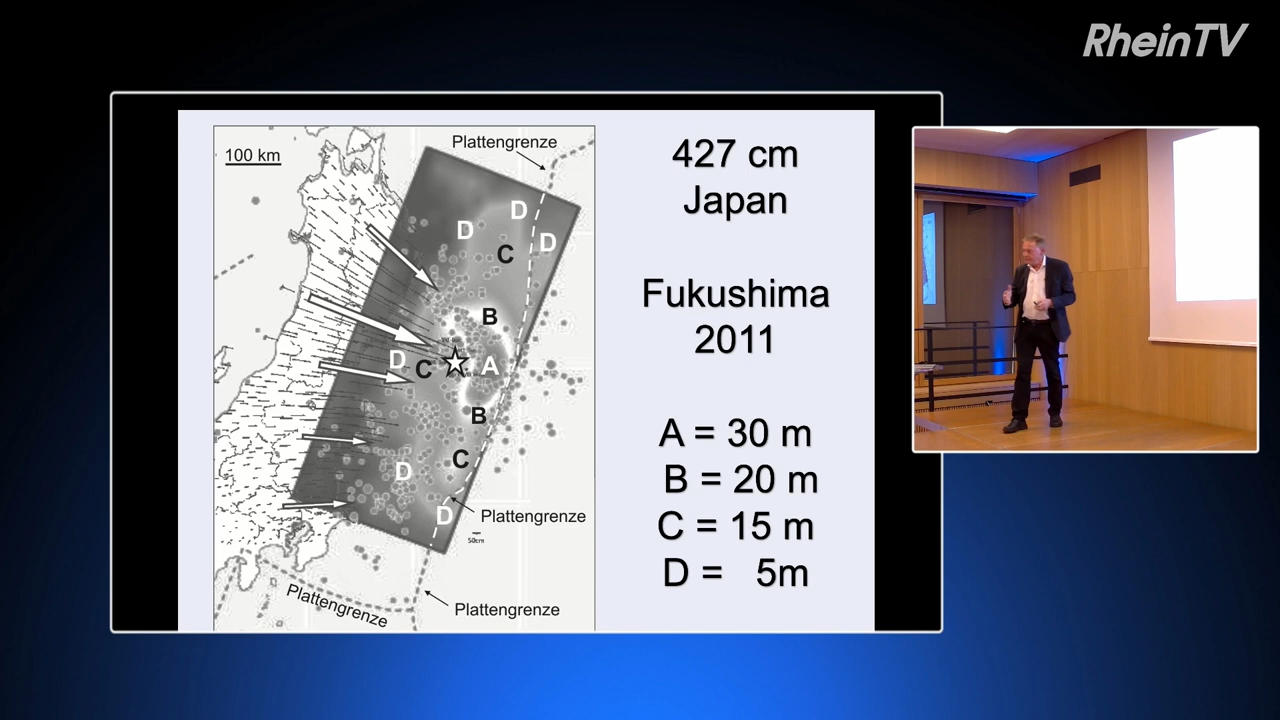 RheinTV
Plattengrenze
100 km
D
D
D
C
B
D
C
A
B
C
D
D
Plattengrenze
50cm
Plattengrenze
Plattengrenze
427 cm
Japan
Fukushima
2011
A = 30 m
B = 20 m
C = 15 m
D = 5m